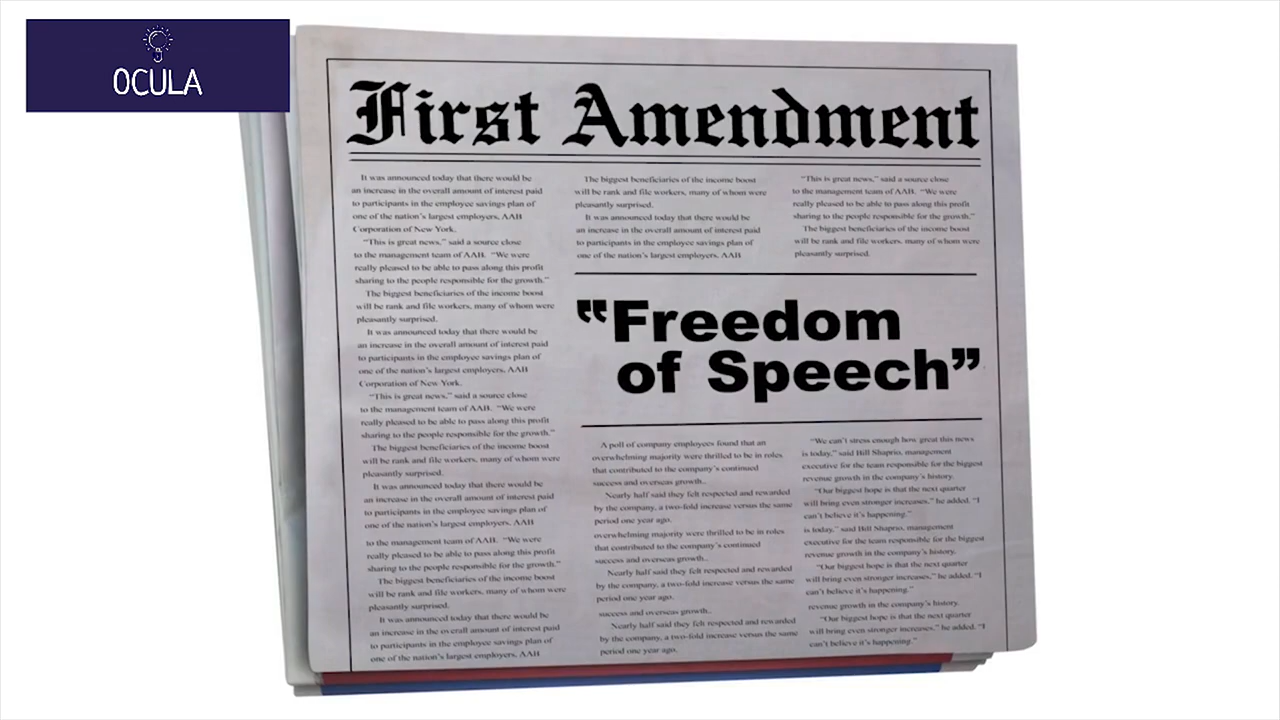 OCULA
First Amendment
It was announced today that there would be
an increase in the overall amount of interest paid
to participants in the employee savings plan of
one of the nation's largest employers, AAB
Corporation of New York.
"This is great news," said a source close
to the management team of AAB. "We were
really pleased to be able to pass along this profit
sharing to the people responsible for the growth."
The biggest beneficiaries of the income boost
will be rank and file workers, many of whom were
pleasantly surprised.
It was announced today that there would be
an increase in the overall amount of interest paid
to participants in the employee savings plan of
one of the nation's largest employers, AAB
Corporation of New York.
"This is great news," said a source close
to the management team of AAB. "We were
really pleased to be able to pass along this profit
sharing to the people responsible for the growth."
The biggest beneficiaries of the income boost
will be rank and file workers, many of whom were
pleasantly surprised.
It was announced today that there would be
an increase in the overall amount of interest paid
to participants in the employee savings plan of
one of the nation's largest employers, AAB
to the management team of AAB. "We were
really pleased to be able to pass along this profit
sharing to the people responsible for the growth."
The biggest beneficiaries of the income boost
will be rank and file workers, many of whom were
pleasantly surprised.
It was announced today that there would be
an increase in the overall amount of interest paid
to participants in the employee savings plan of
one of the nation's largest employers, AAB
The biggest beneficiaries of the income boost
will be rank and file workers, many of whom were
pleasantly surprised.
It was announced today that there would be
an increase in the overall amount of interest paid
to participants in the employee savings plan of
one of the nation's largest employers, AAB
"This is great news," said a source close
to the management team of AAB. "We were
really pleased to be able to pass along this profit
sharing to the people responsible for the growth."
The biggest beneficiaries of the income boost
will be rank and file workers, many of whom were
pleasantly surprised.
"Freedom
of Speech"
A poll of company employees found that an
overwhelming majority were thrilled to be in roles
that contributed to the company's continued
success and overseas growth..
Nearly half said they felt respected and rewarded
by the company, a two-fold increase versus the same
period one year ago.
overwhelming majority were thrilled to be in roles
that contributed to the company's continued
success and overseas growth..
Nearly half said they felt respected and rewarded
by the company, a two-fold increase versus the same
period one year ago.
success and overseas growth..
Nearly half said they felt respected and rewarded
by the company, a two-fold increase versus the same
period one year ago.
"We can't stress enough how great this news
is today," said Bill Shaprio, management
executive for the team responsible for the biggest
revenue growth in the company's history.
"Our biggest hope is that the next quarter
will bring even stronger increases," he added. "I
can't believe it's happening."
is today," said Bill Shaprio, management
executive for the team responsible for the biggest
revenue growth in the company's history.
"Our biggest hope is that the next quarter
will bring even stronger increases," he added. "I
can't believe it's happening."
revenue growth in the company's history.
"Our biggest hope is that the next quarter
will bring even stronger increases," he added. "I
can't believe it's happening."